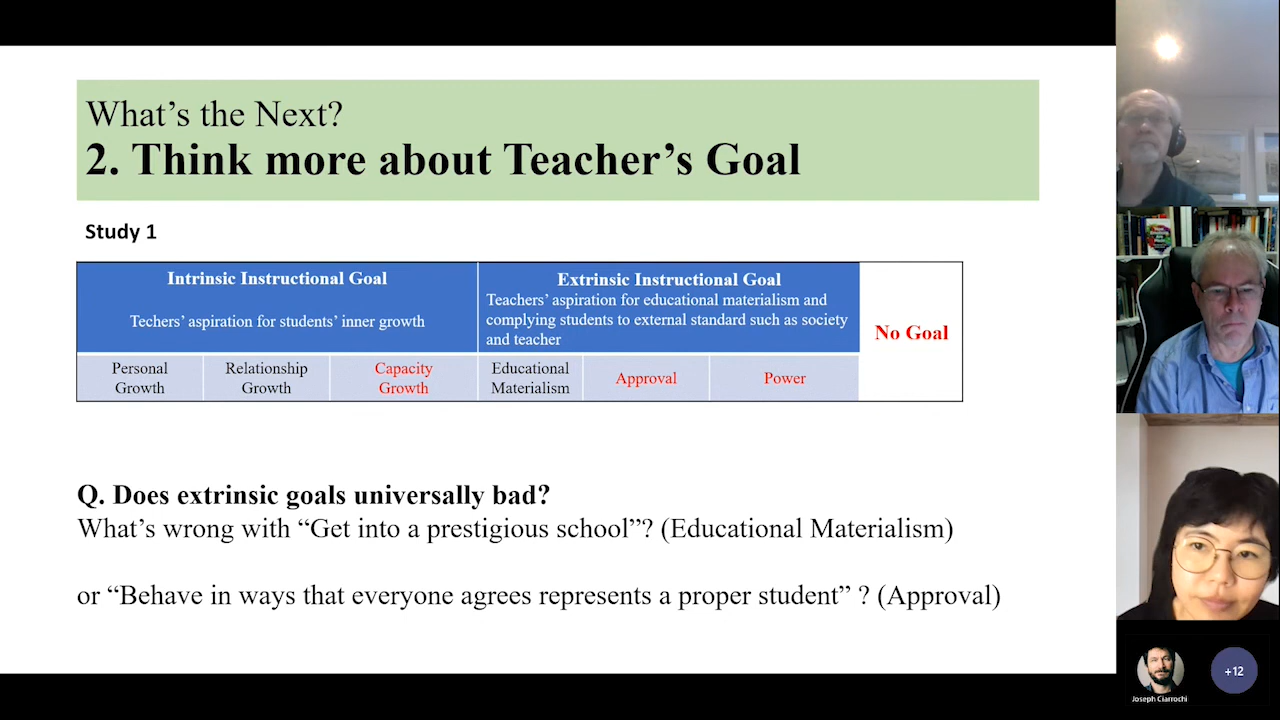 What's the Next?
2. Think more about Teacher's Goal
Study 1
Intrinsic Instructional Goal
Techers' aspiration for students' inner growth
Extrinsic Instructional Goal
Teachers' aspiration for educational materialism and
complying students to external standard such as society
and teacher
No Goal
Personal
Growth
Relationship
Growth
Capacity
Growth
Educational
Materialism
Approval
Power
Q. Does extrinsic goals universally bad?
What's wrong with “Get into a prestigious school”? (Educational Materialism)
or “Behave in ways that everyone agrees represents a proper student” ? (Approval)
Joseph Ciarrochi
+12